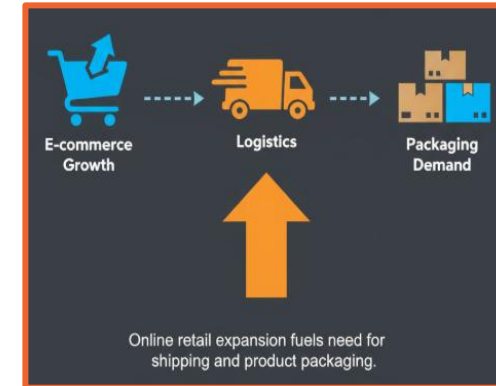 E-commerce
Growth
Logistics
Packaging
Demand
Online retail expansion fuels need for
shipping and product packaging.